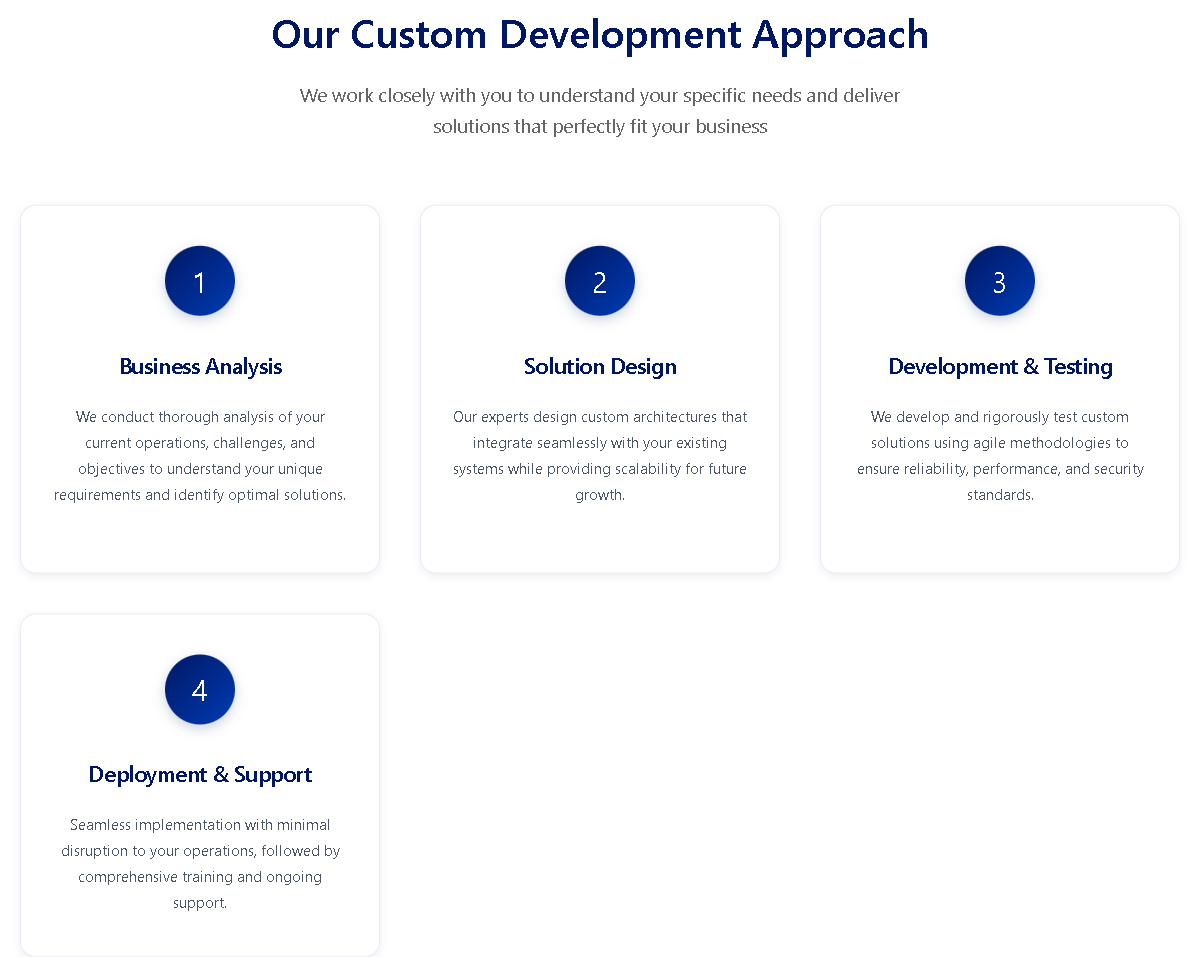 Our Custom Development Approach
We work closely with you to understand your specific needs and deliver
solutions that perfectly fit your business
1
Business Analysis
We conduct thorough analysis of your
current operations, challenges, and
objectives to understand your unique
requirements and identify optimal solutions.
2
Solution Design
Our experts design custom architectures that
integrate seamlessly with your existing
systems while providing scalability for future
growth.
3
Development & Testing
We develop and rigorously test custom
solutions using agile methodologies to
ensure reliability, performance, and security
standards.
4
Deployment & Support
Seamless implementation with minimal
disruption to your operations, followed by
comprehensive training and ongoing
support.